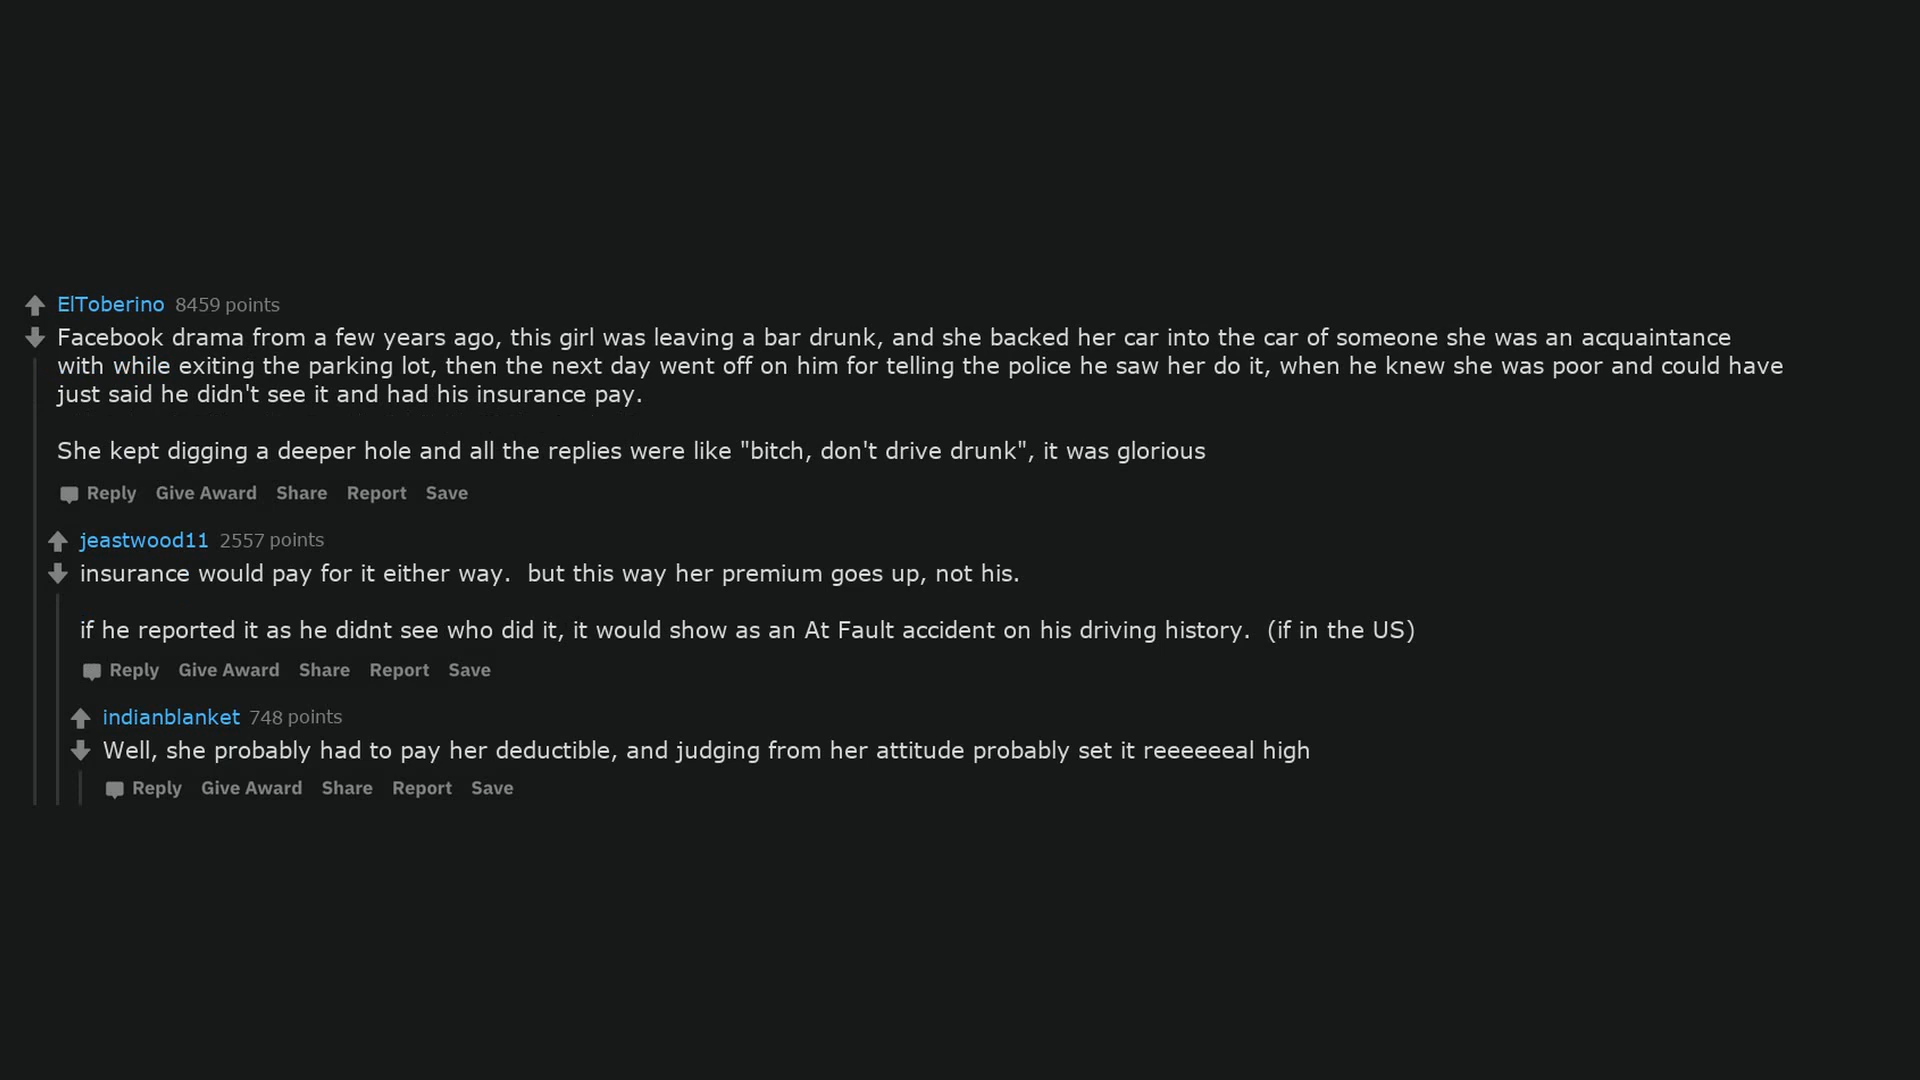 ElToberino 8459 points
Facebook drama from a few years ago, this girl was leaving a bar drunk, and she backed her car into the car of someone she was an acquaintance
with while exiting the parking lot, then the next day went off on him for telling the police he saw her do it, when he knew she was poor and could have
just said he didn't see it and had his insurance pay.
She kept digging a deeper hole and all the replies were like "bitch, don't drive drunk", it was glorious
Reply Give Award Share Report Save
jeastwood11 2557 points
insurance would pay for it either way.  but this way her premium goes up, not his.
if he reported it as he didnt see who did it, it would show as an At Fault accident on his driving history.  (if in the US)
Reply Give Award Share Report Save
indianblanket 748 points
Well, she probably had to pay her deductible, and judging from her attitude probably set it reeeeeeal high
Reply Give Award Share Report Save